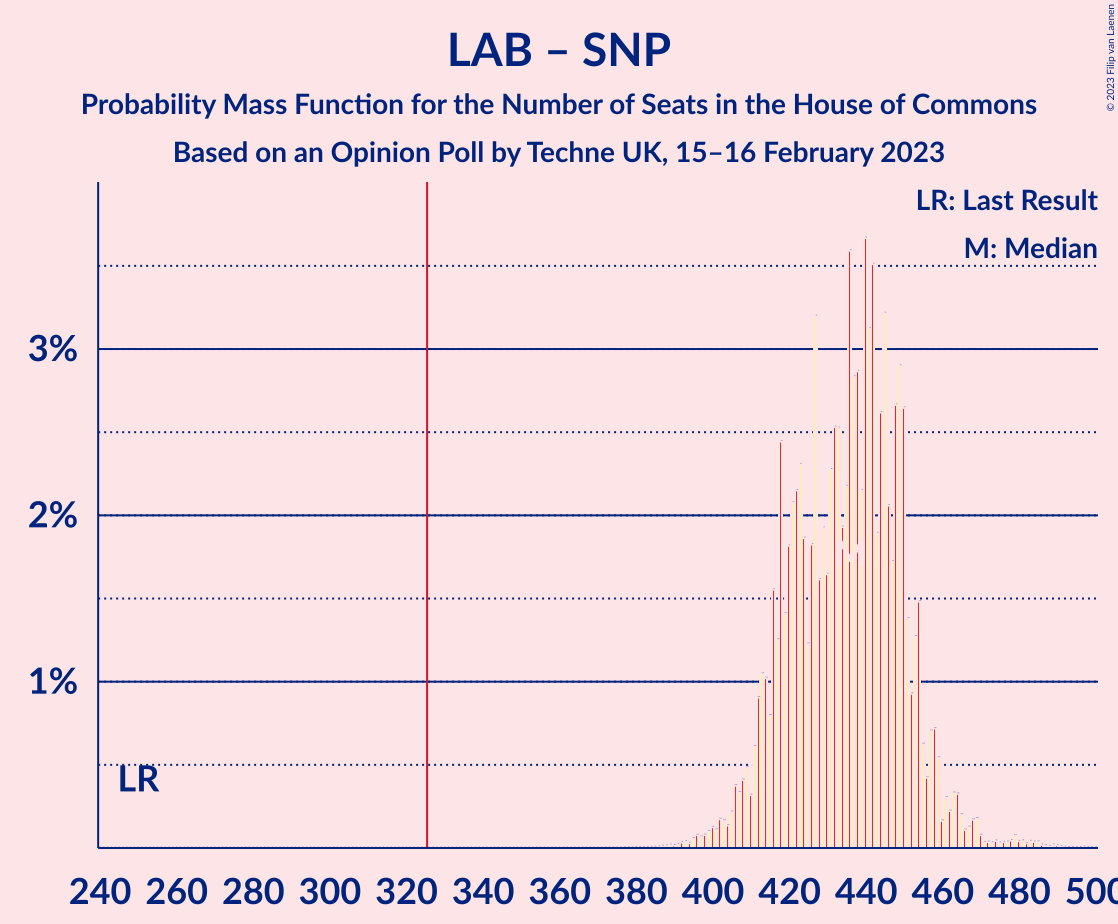 LAB – SNP
Probability Mass Function for the Number of Seats in the House of Commons
Based on an Opinion Poll by Techne UK, 15–16 February 2023
© 2023 Filip van Laenen
LR: Last Result
M: Median
3%
2%
1%
LR
240 260 280 300 320 340 360 380 400 420 440 460 480 500